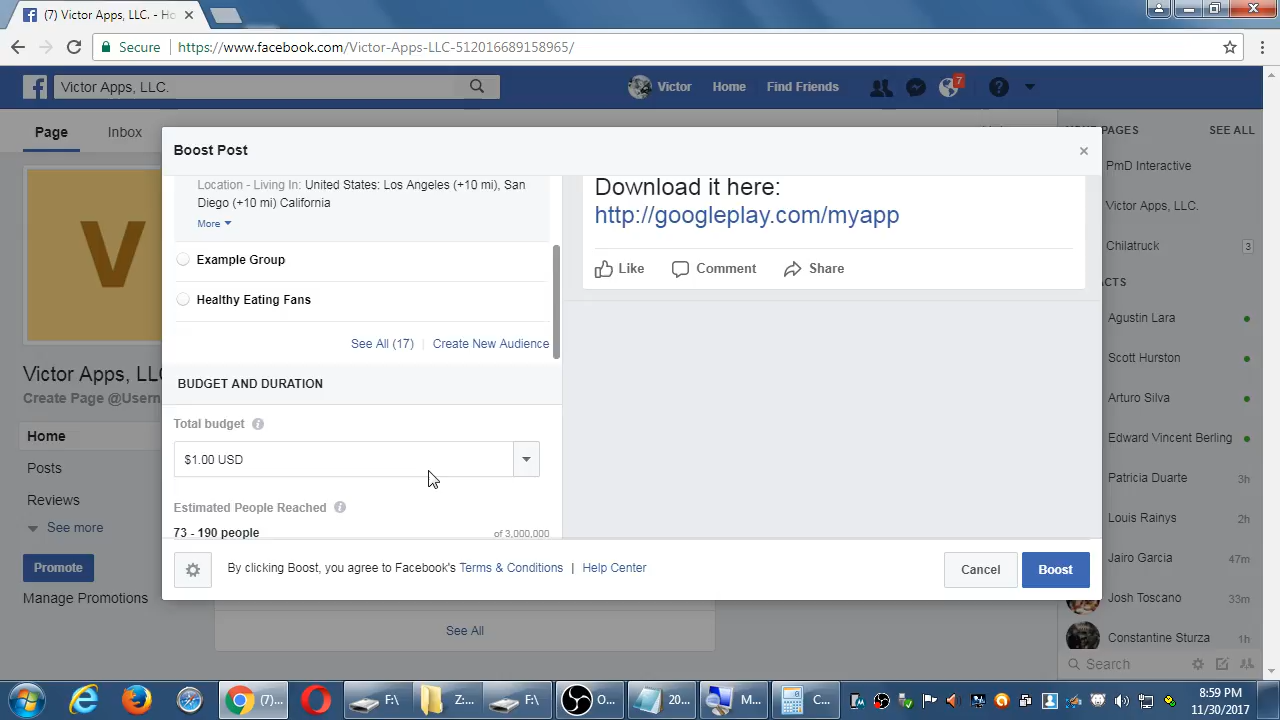 (7) Victor Apps, LLC. - Ho
Secure
https://www.facebook.com/Victor-Apps-LLC-512016689158965/
Victor Apps, LLC.
Victor
Home
Find Friends
7
Page
Inbox
PAGES
SEE ALL
Boost Post
Location - Living In: United States: Los Angeles (+10 mi), San
Diego (+10 mi) California
More
Example Group
Healthy Eating Fans
See All (17) | Create New Audience
BUDGET AND DURATION
Total budget
$1.00 USD
Estimated People Reached
73 - 190 people
of 3,000,000
Download it here:
http://googleplay.com/myapp
Like
Comment
Share
By clicking Boost, you agree to Facebook's Terms & Conditions | Help Center
Cancel
Boost
V
Victor Apps, LL
Create Page @Usern
Home
Posts
Reviews
See more
Promote
Manage Promotions
See All
PmD Interactive
Victor Apps, LLC.
Chilatruck
3
Agustin Lara
Scott Hurston
Arturo Silva
Edward Vincent Berling
Patricia Duarte
3h
Louis Rainys
2h
Jairo Garcia
47m
Josh Toscano
33m
Constantine Sturza
1h
Search
(7)...
F:\
Z:...
F:\
O...
20...
M...
C...
8:59 PM
11/30/2017